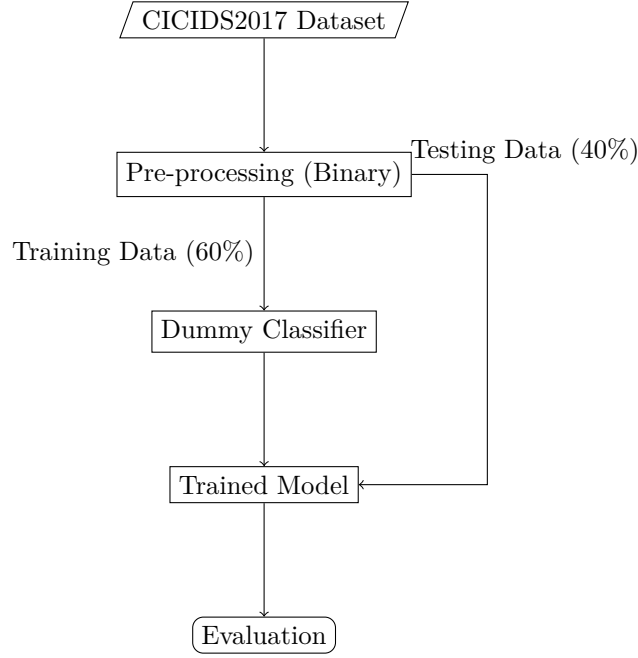 CICIDS2017 Dataset
Testing Data (40%)
Pre-processing (Binary)
Training Data (60%)
Dummy Classifier
Trained Model
Evaluation